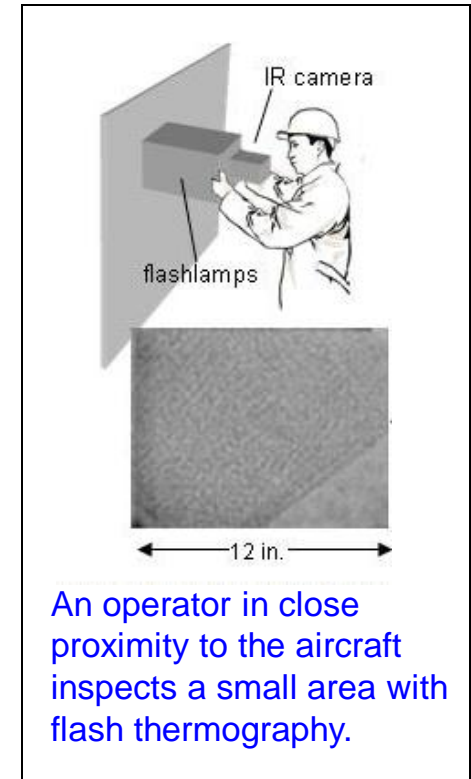 IR camera
flashlamps
12 in.
An operator in close
proximity to the aircraft
inspects a small area with
flash thermography.